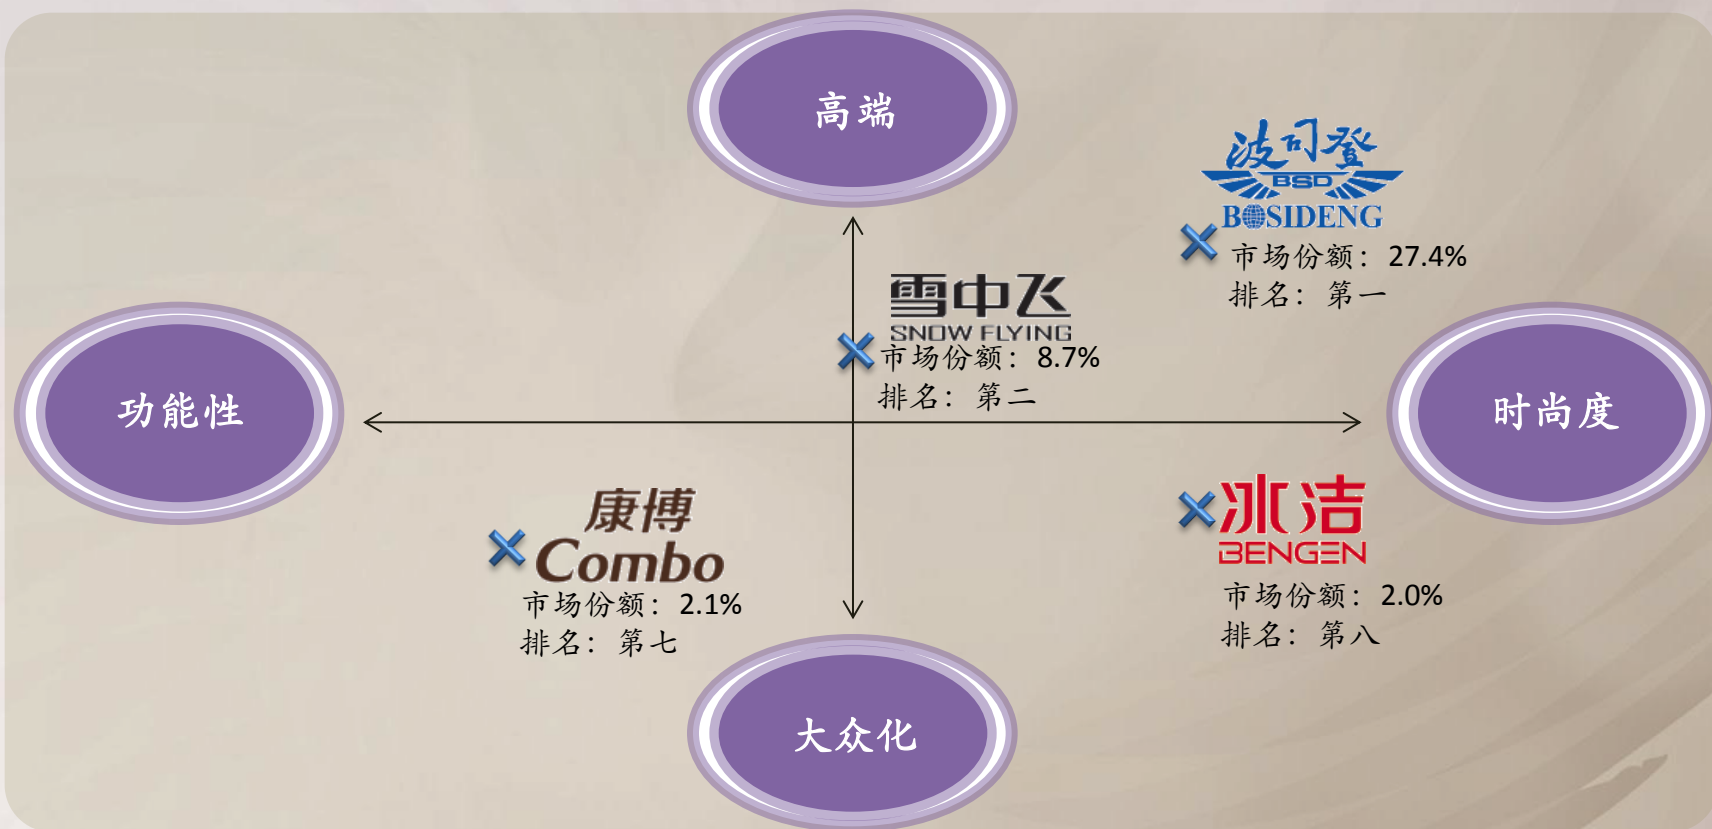 高端
波司登
BSD
BOSIDENG
市场份额：27.4%
排名：第一
雪中飞
SNOW FLYING
市场份额：8.7%
排名：第二
功能性
时尚度
康博
Combo
市场份额：2.1%
排名：第七
冰洁
BENGEN
市场份额：2.0%
排名：第八
大众化